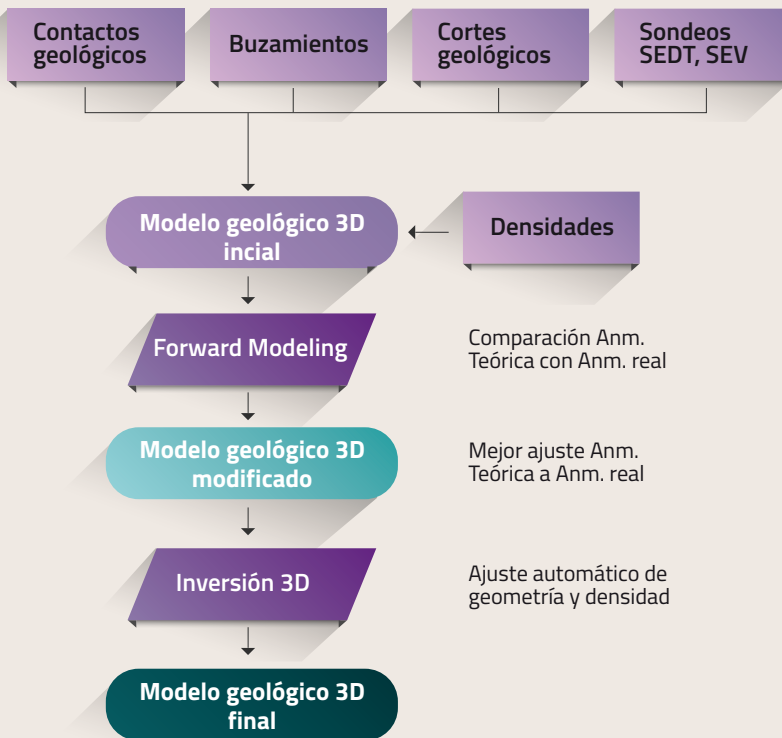 Contactos
geológicos
Buzamientos
Cortes
geológicos
Sondeos
SEDT, SEV
Modelo geológico 3D
incial
Densidades
Forward Modeling
Comparación Anm.
Teórica con Anm. real
Modelo geológico 3D
modificado
Mejor ajuste Anm.
Teórica a Anm. real
Inversión 3D
Ajuste automático de
geometría y densidad
Modelo geológico 3D
final